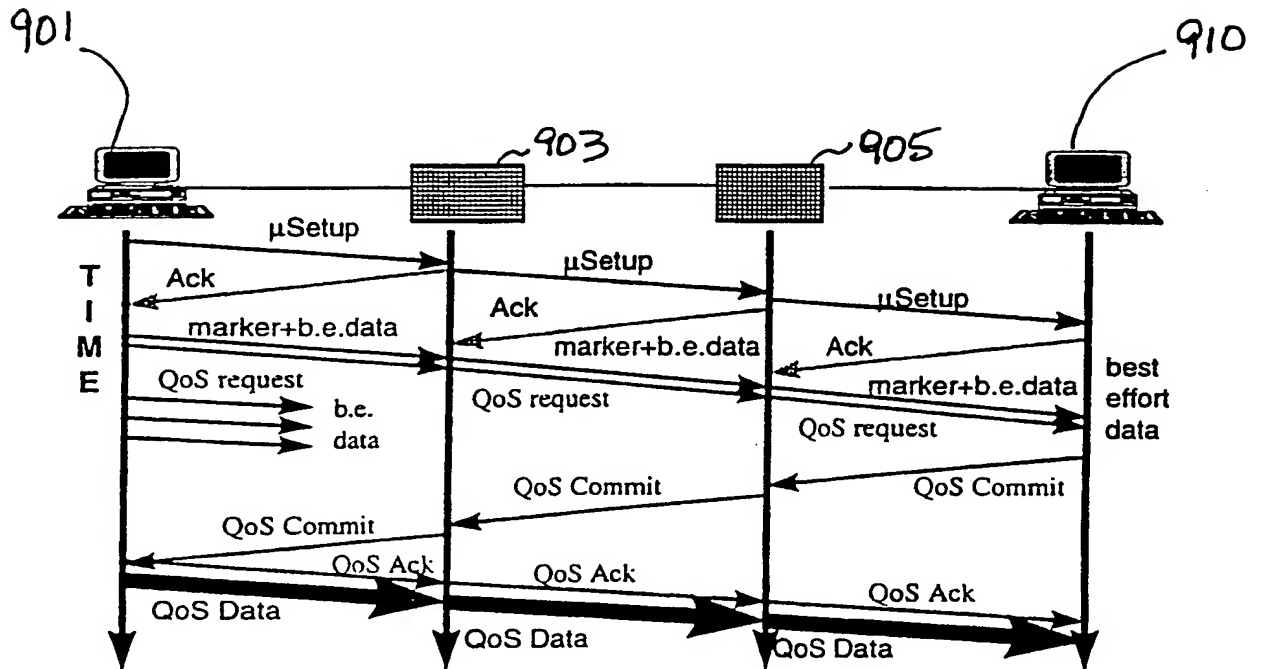 901
910
903
905
µSetup
µSetup
µSetup
TIME
Ack
Ack
Ack
marker+b.e.data
marker+b.e.data
marker+b.e.data
QoS request
QoS request
QoS request
b.e.
data
best
effort
data
QoS Commit
QoS Commit
QoS Commit
QoS Ack
QoS Ack
QoS Ack
QoS Data
QoS Data
QoS Data